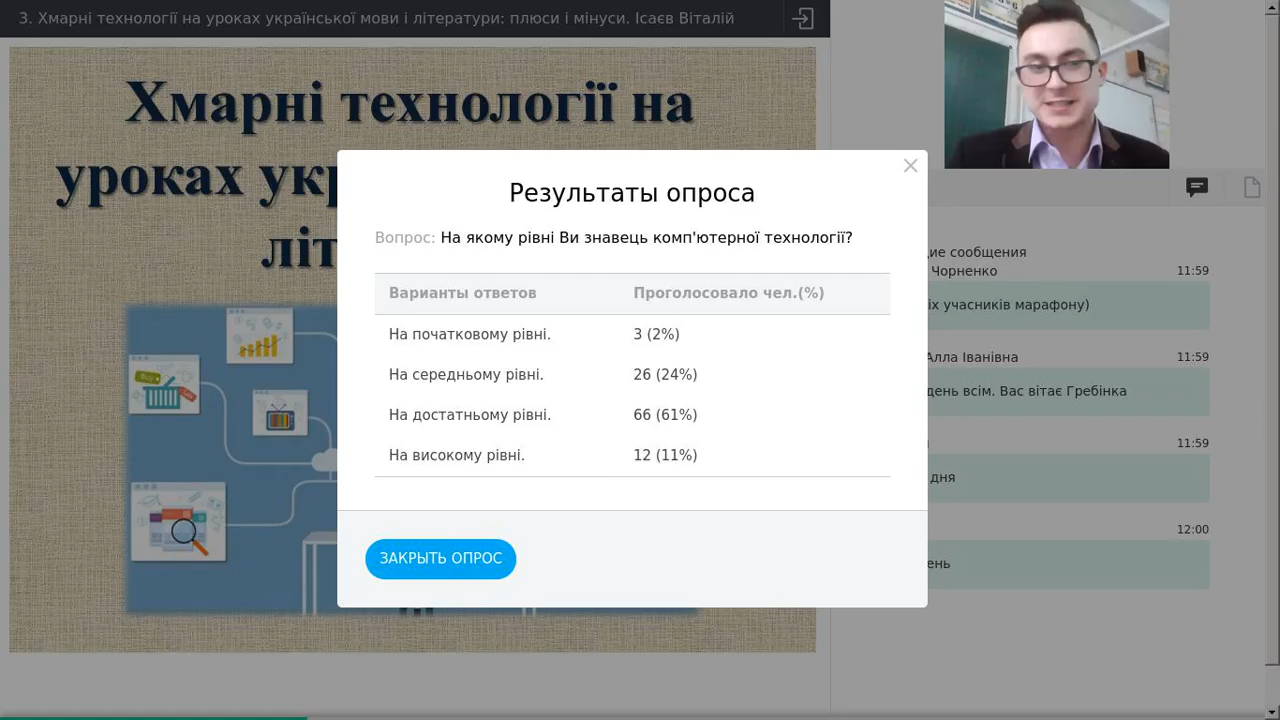 3. Хмарні технології на уроках української мови і літератури: плюси і мінуси. Ісаєв Віталій
Хмарні технології на
уроках укр
літ
Результаты опроса
Вопрос: На якому рівні Ви знавець комп'ютерної технології?
Варианты ответов Проголосовало чел.(%)
На початковому рівні. 3 (2%)
На середньому рівні. 26 (24%)
На достатньому рівні. 66 (61%)
На високому рівні. 12 (11%)
ЗАКРЫТЬ ОПРОС
сообщения
Чорненко 11:59
іх учасників марафону)
Алла Іванівна 11:59
день всім. Вас вітає Гребінка
11:59
дня
12:00
ень
Buy